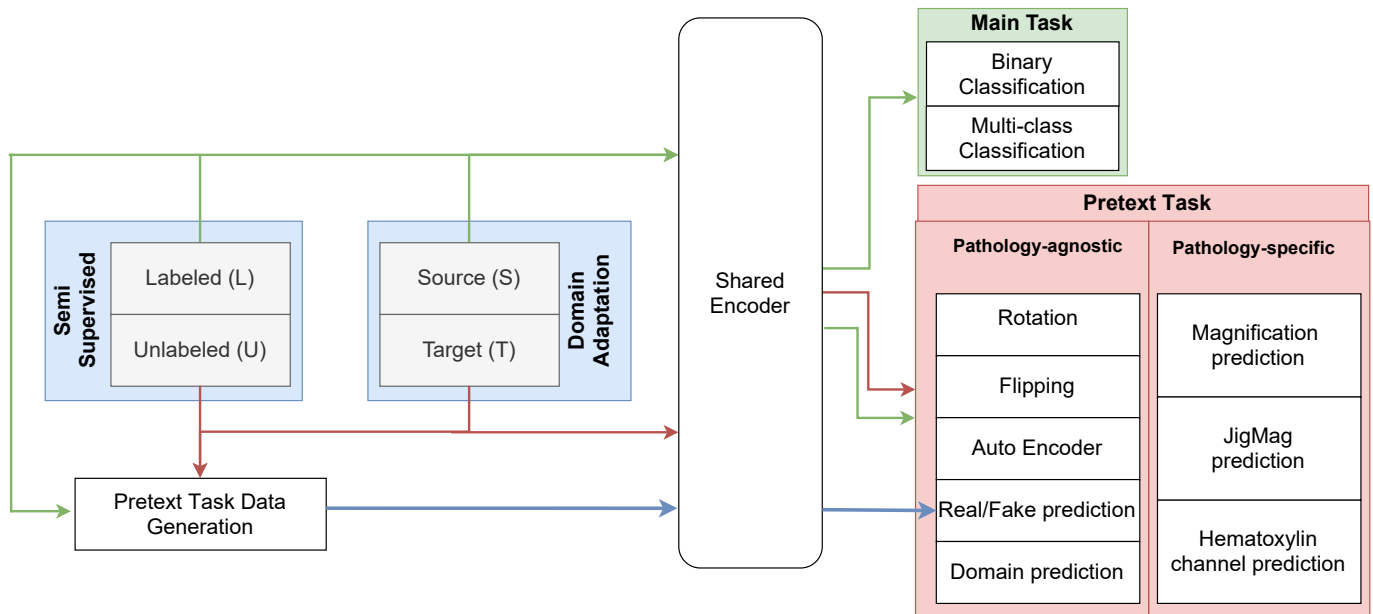 Main Task
Binary
Classification
Multi-class
Classification
Semi
Supervised
Labeled (L)
Unlabeled (U)
Source (S)
Target (T)
Domain
Adaptation
Pretext Task Data
Generation
Shared
Encoder
Pretext Task
Pathology-agnostic
Rotation
Flipping
Auto Encoder
Real/Fake prediction
Domain prediction
Pathology-specific
Magnification
prediction
JigMag
prediction
Hematoxylin
channel prediction